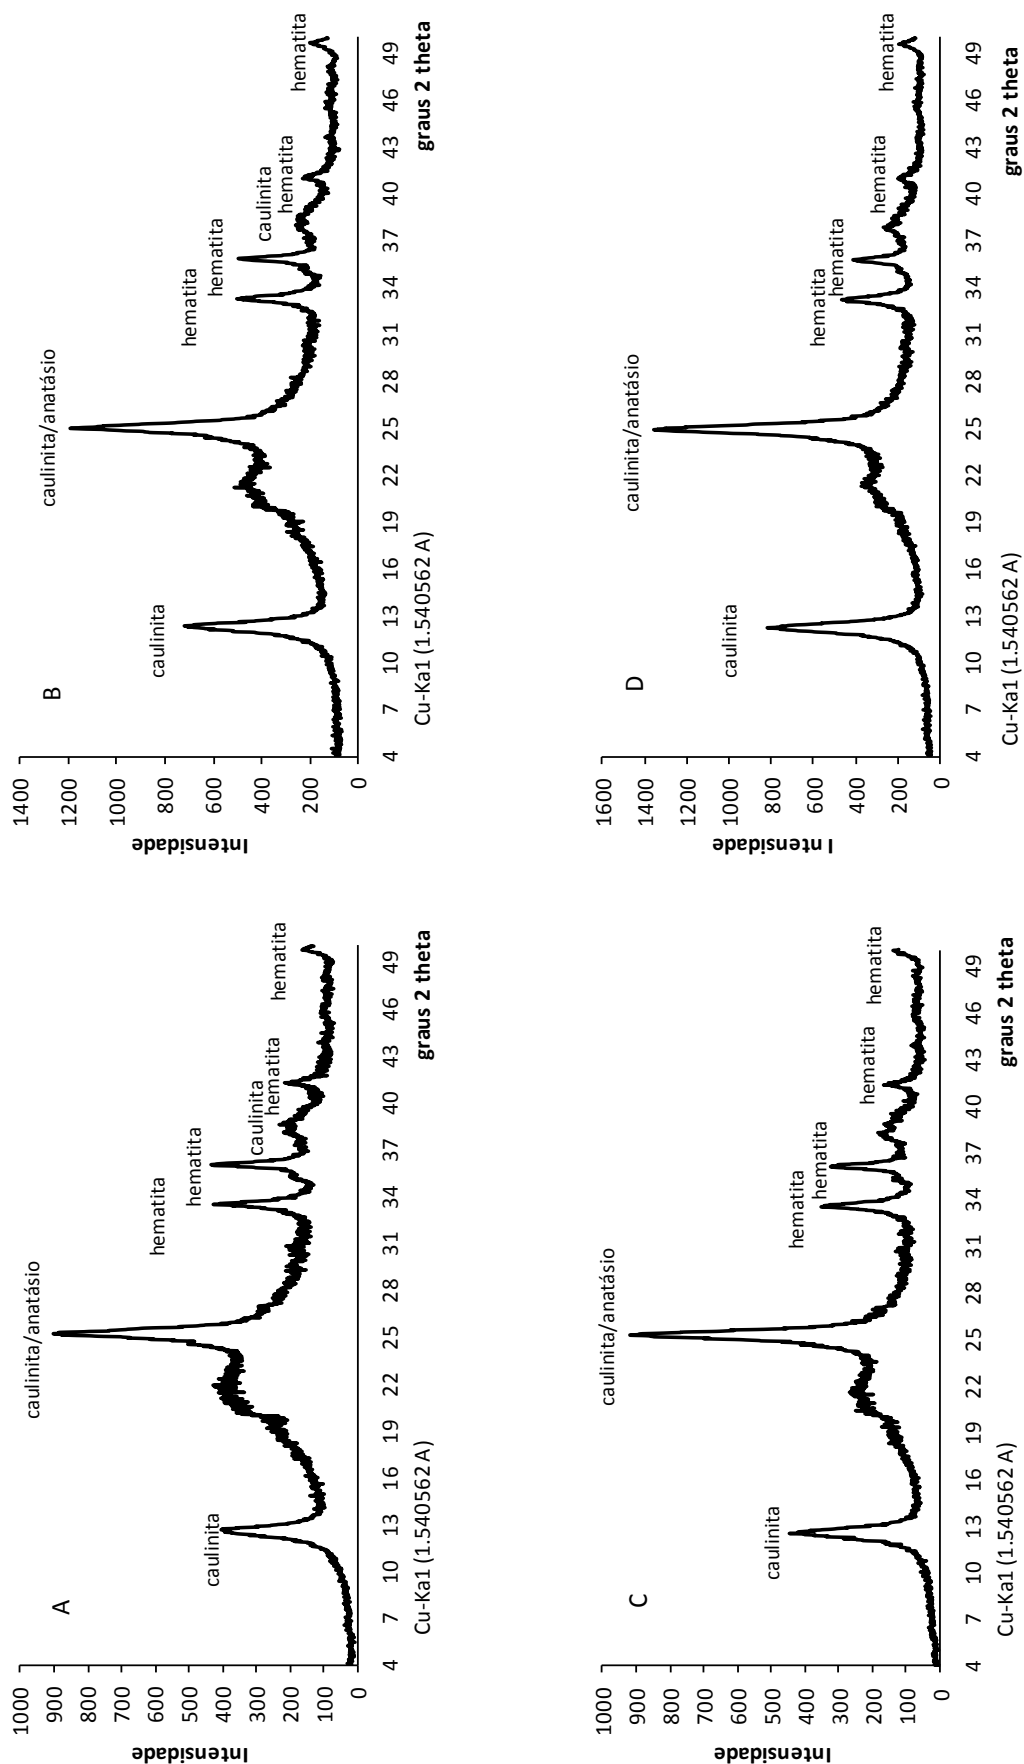 A
1000
900
800
700
600
500
400
300
200
100
0
Intensidade
caulinita
caulinita/anatásio
hematita
hematita
caulinita
hematita
hematita
4 7 10 13 16 19 22 25 28 31 34 37 40 43 46 49
Cu-Ka1 (1.540562 A)
graus 2 theta
B
1400
1200
1000
800
600
400
200
0
Intensidade
caulinita
caulinita/anatásio
hematita
hematita
caulinita
hematita
hematita
4 7 10 13 16 19 22 25 28 31 34 37 40 43 46 49
Cu-Ka1 (1.540562 A)
graus 2 theta
C
1000
900
800
700
600
500
400
300
200
100
0
Intensidade
caulinita
caulinita/anatásio
hematita
hematita
hematita
hematita
4 7 10 13 16 19 22 25 28 31 34 37 40 43 46 49
Cu-Ka1 (1.540562 A)
graus 2 theta
D
1600
1400
1200
1000
800
600
400
200
0
Intensidade
caulinita
caulinita/anatásio
hematita
hematita
hematita
hematita
4 7 10 13 16 19 22 25 28 31 34 37 40 43 46 49
Cu-Ka1 (1.540562 A)
graus 2 theta